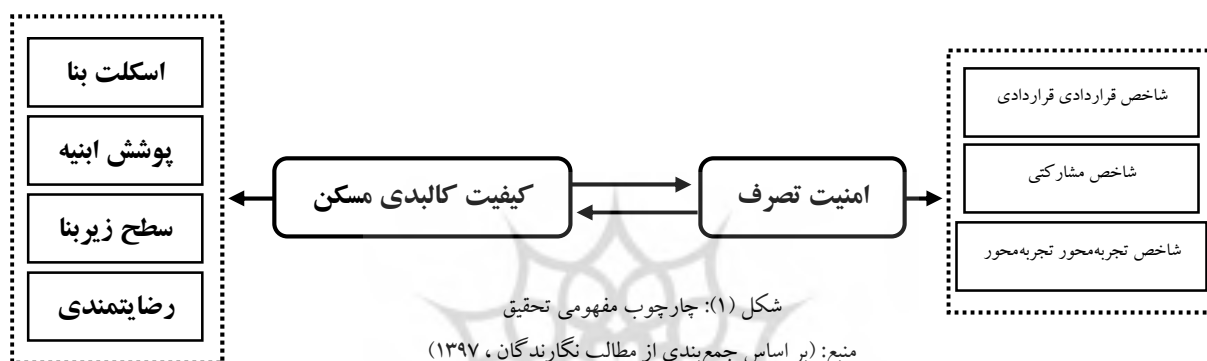 شاخص قراردادی قراردادی
شاخص مشارکتی
شاخص تجربه‌محور تجربه‌محور
امنیت تصرف
کیفیت کالبدی مسکن
اسکلت بنا
پوشش ابنیه
سطح زیربنا
رضایتمندی
شکل (۱): چارچوب مفهومی تحقیق
منبع: (بر اساس جمع‌بندی از مطالب نگارندگان ، ۱۳۹۷)